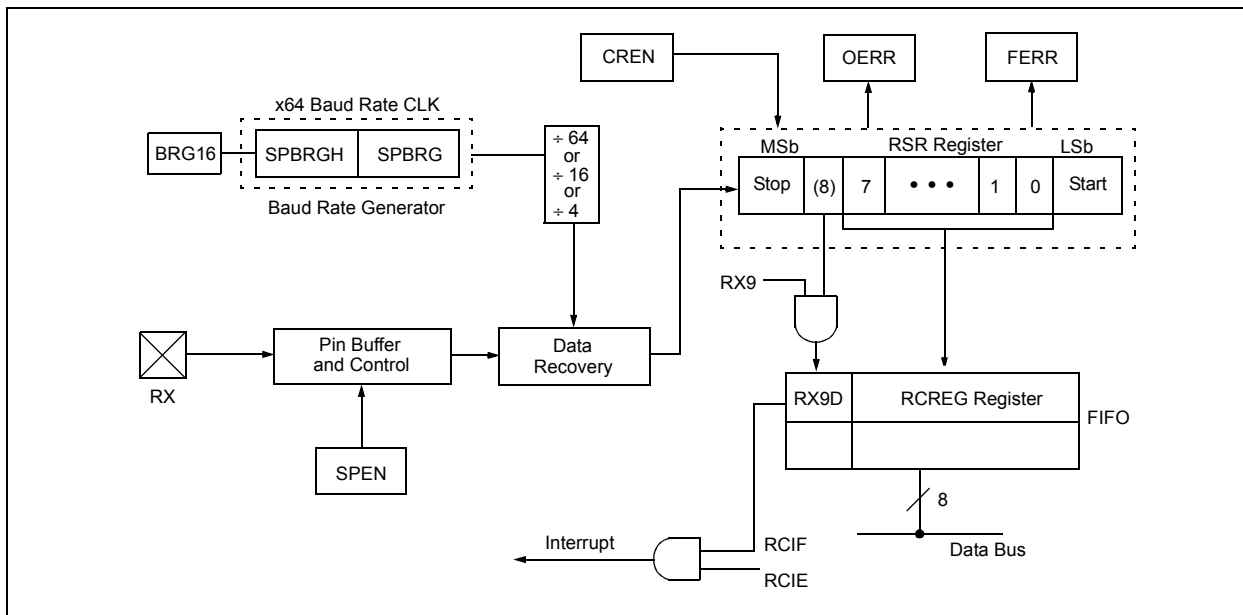 CREN
OERR
FERR
x64 Baud Rate CLK
BRG16
SPBRGH
SPBRG
Baud Rate Generator
÷ 64
or
÷ 16
or
÷ 4
MSb
RSR Register
LSb
Stop
(8)
7
• • •
1
0
Start
RX9
RX
Pin Buffer
and Control
Data
Recovery
SPEN
RX9D
RCREG Register
FIFO
8
Data Bus
Interrupt
RCIF
RCIE